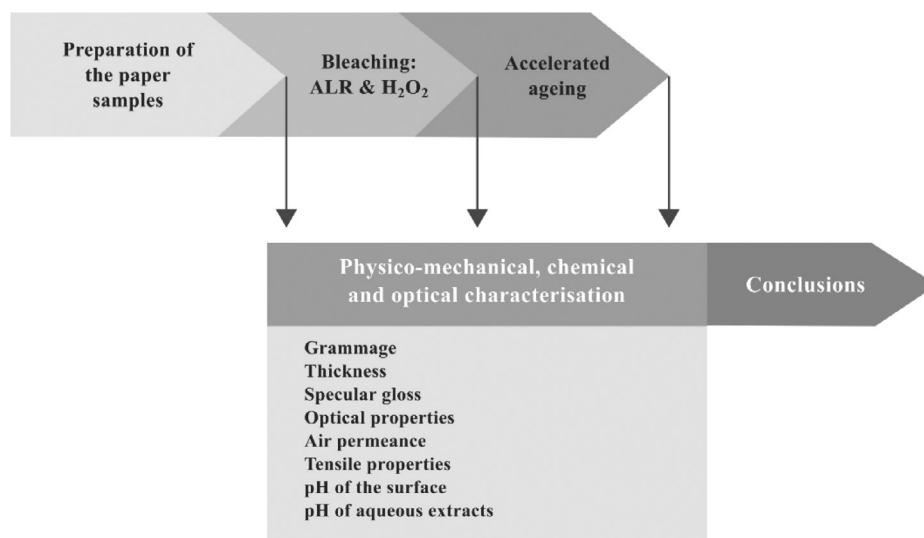 Preparation of
the paper
samples
Bleaching:
ALR & H₂O₂
Accelerated
ageing
Physico-mechanical, chemical
and optical characterisation
Conclusions
Grammage
Thickness
Specular gloss
Optical properties
Air permeance
Tensile properties
pH of the surface
pH of aqueous extracts